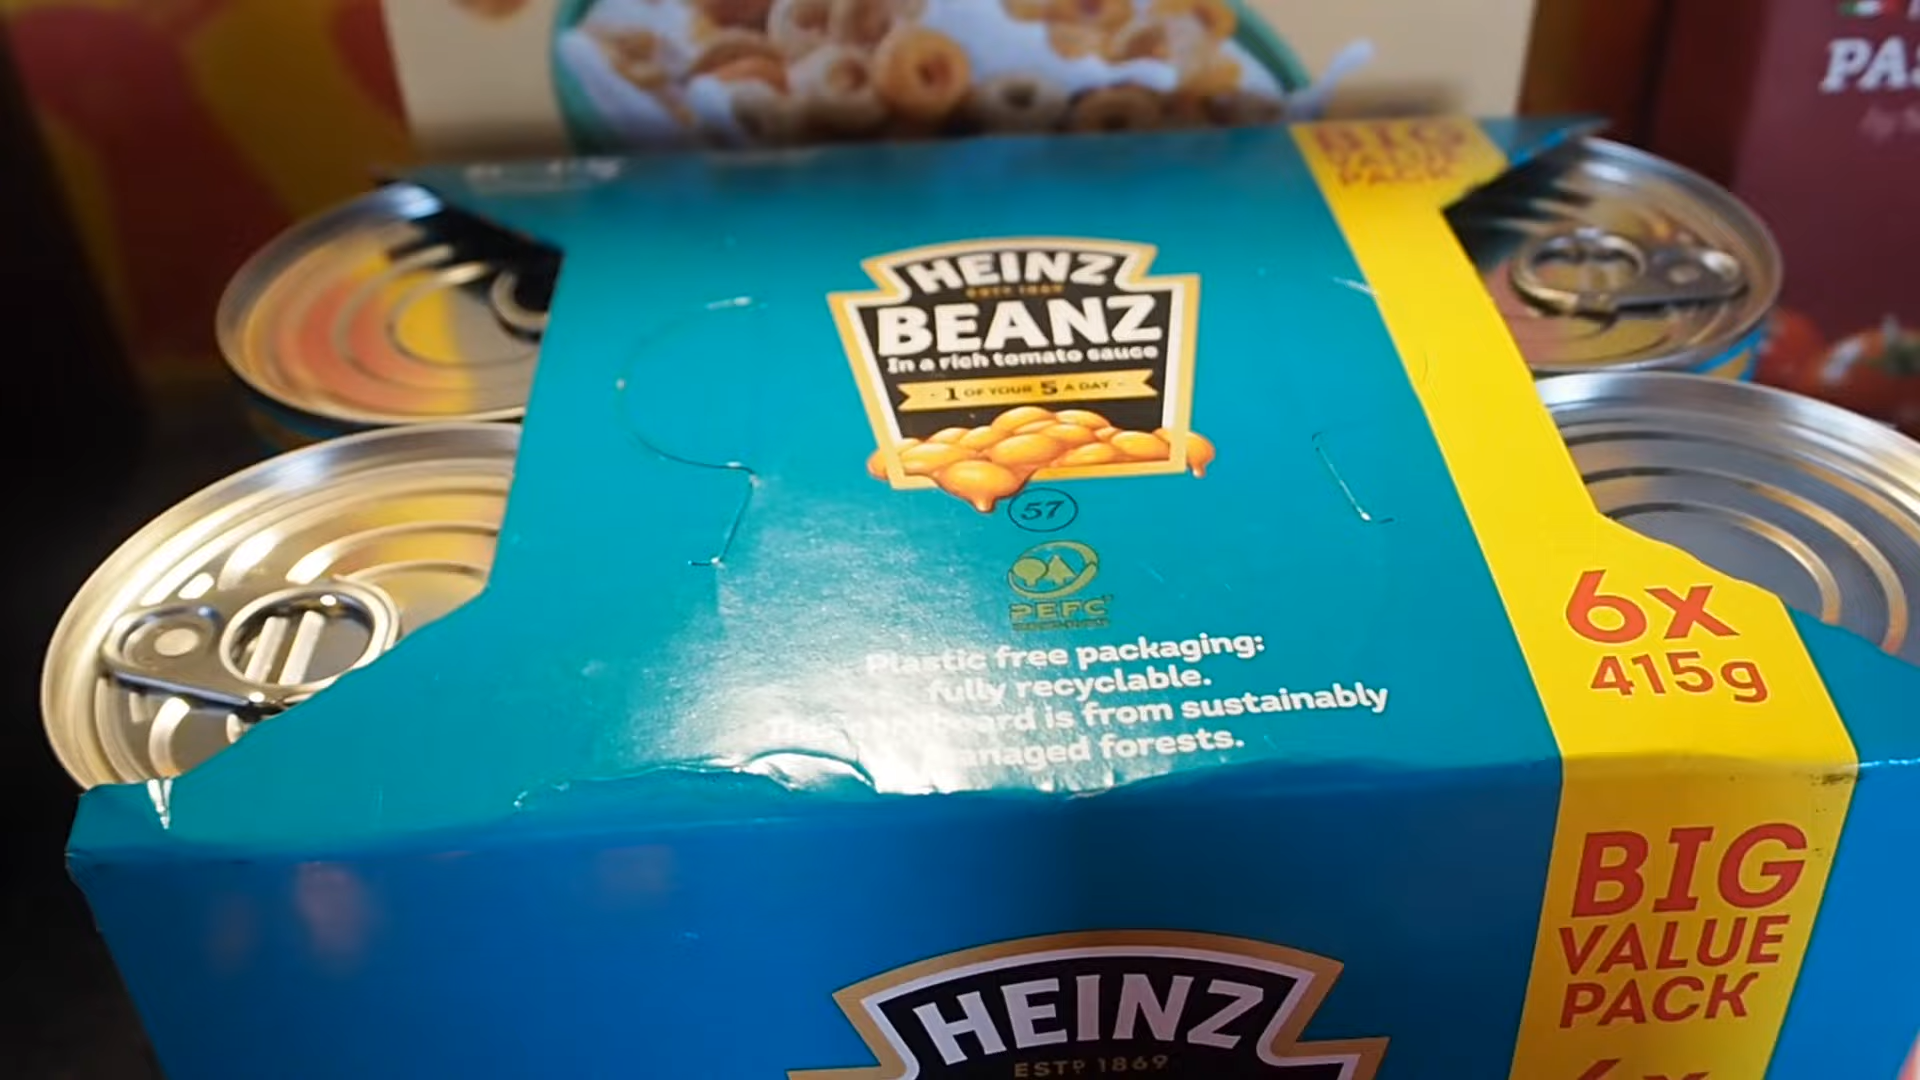 PA
BIG
VALUE
PACK
HEINZ
ESTD 1869
BEANZ
In a rich tomato sauce
1 OF YOUR 5 A DAY
57
PEFC
Plastic free packaging:
fully recyclable.
is from sustainably
managed forests.
6x
415g
BIG
VALUE
PACK
HEINZ
ESTD 1869